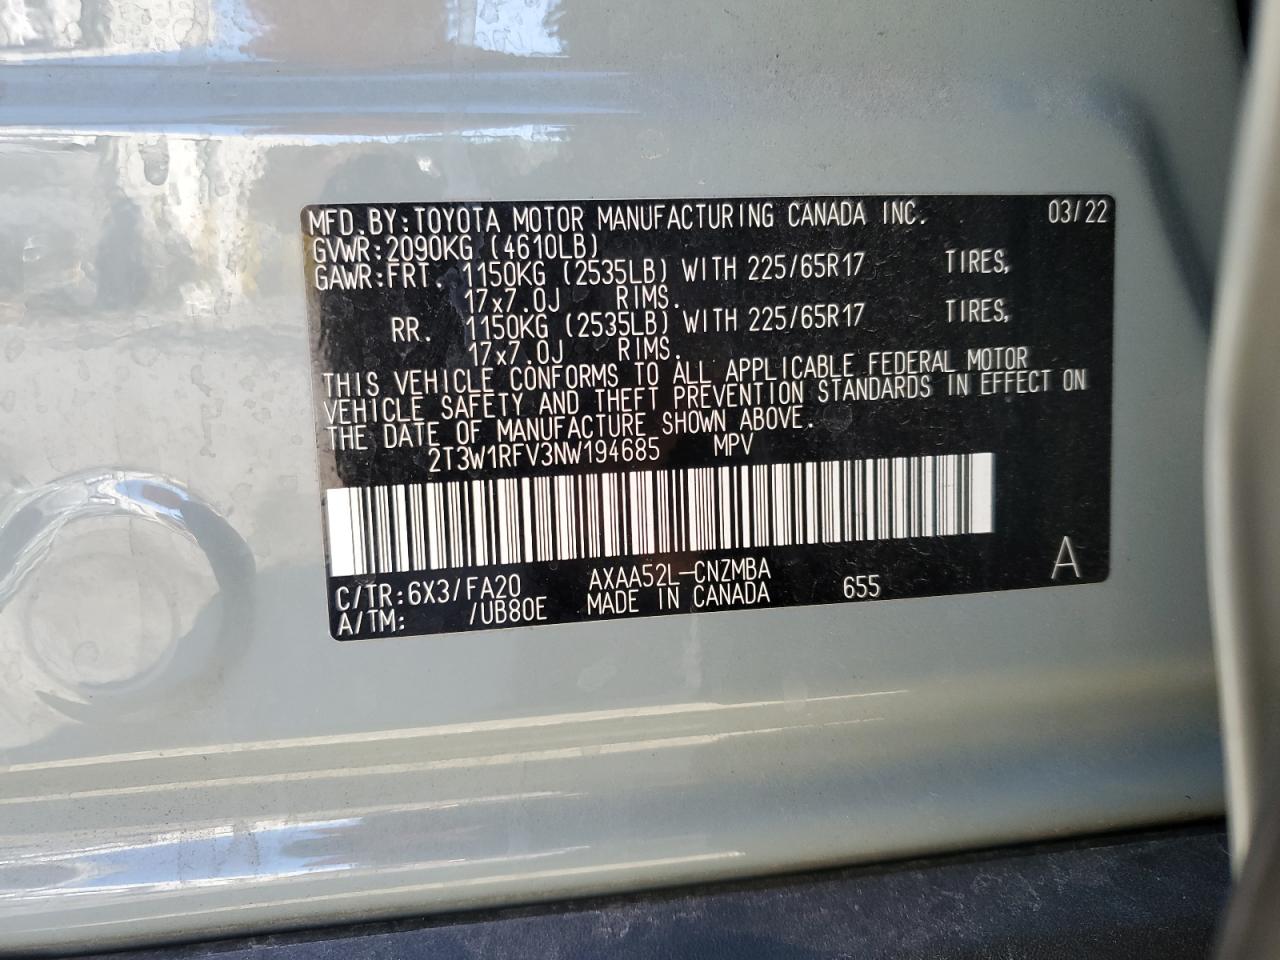 MFD.BY:TOYOTA MOTOR MANUFACTURING CANADA INC. 03/22
GVWR:2090KG (4610LB)
GAWR:FRT. 1150KG (2535LB) WITH 225/65R17 TIRES,
17x7.0J RIMS.
RR. 1150KG (2535LB) WITH 225/65R17 TIRES,
17x7.0J RIMS.
THIS VEHICLE CONFORMS TO ALL APPLICABLE FEDERAL MOTOR
VEHICLE SAFETY AND THEFT PREVENTION STANDARDS IN EFFECT ON
THE DATE OF MANUFACTURE SHOWN ABOVE.
2T3W1RFV3NW194685 MPV
C/TR:6X3/FA20 AXAA52L-CNZMBA A
A/TM: /UB80E MADE IN CANADA 655